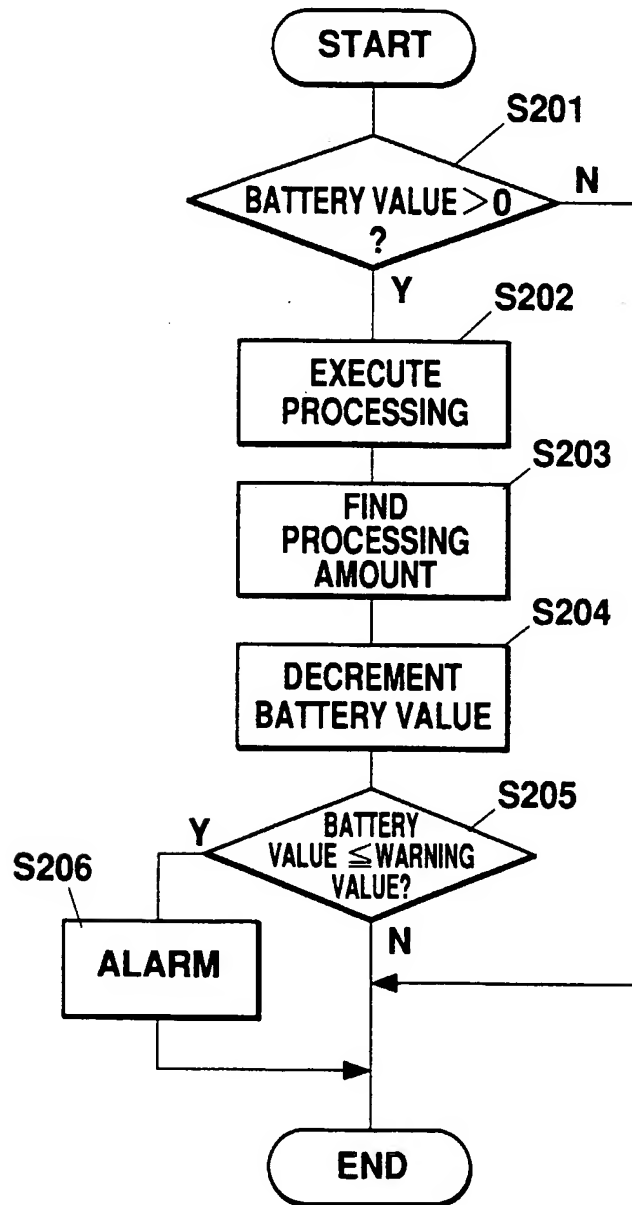 START
S201
BATTERY VALUE >0
?
N
Y
S202
EXECUTE
PROCESSING
S203
FIND
PROCESSING
AMOUNT
S204
DECREMENT
BATTERY VALUE
S205
Y
BATTERY
VALUE ≦WARNING
VALUE?
S206
N
ALARM
END